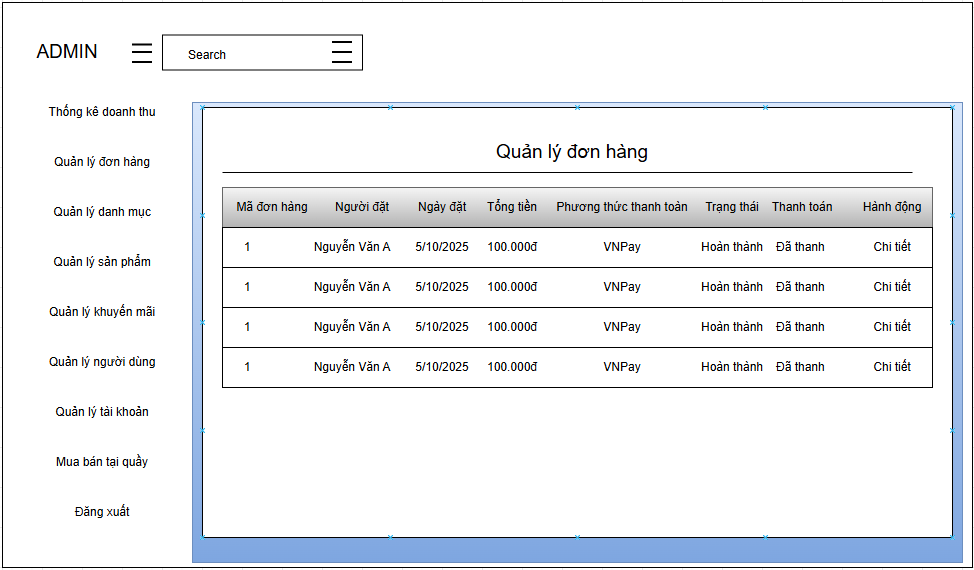 ADMIN
Search
Thống kê doanh thu
Quản lý đơn hàng
Quản lý danh mục
Quản lý sản phẩm
Quản lý khuyến mãi
Quản lý người dùng
Quản lý tài khoản
Mua bán tại quầy
Đăng xuất
Quản lý đơn hàng
Mã đơn hàng Người đặt Ngày đặt Tổng tiền Phương thức thanh toán Trạng thái Thanh toán Hành động
1 Nguyễn Văn A 5/10/2025 100.000đ VNPay Hoàn thành Đã thanh Chi tiết
1 Nguyễn Văn A 5/10/2025 100.000đ VNPay Hoàn thành Đã thanh Chi tiết
1 Nguyễn Văn A 5/10/2025 100.000đ VNPay Hoàn thành Đã thanh Chi tiết
1 Nguyễn Văn A 5/10/2025 100.000đ VNPay Hoàn thành Đã thanh Chi tiết